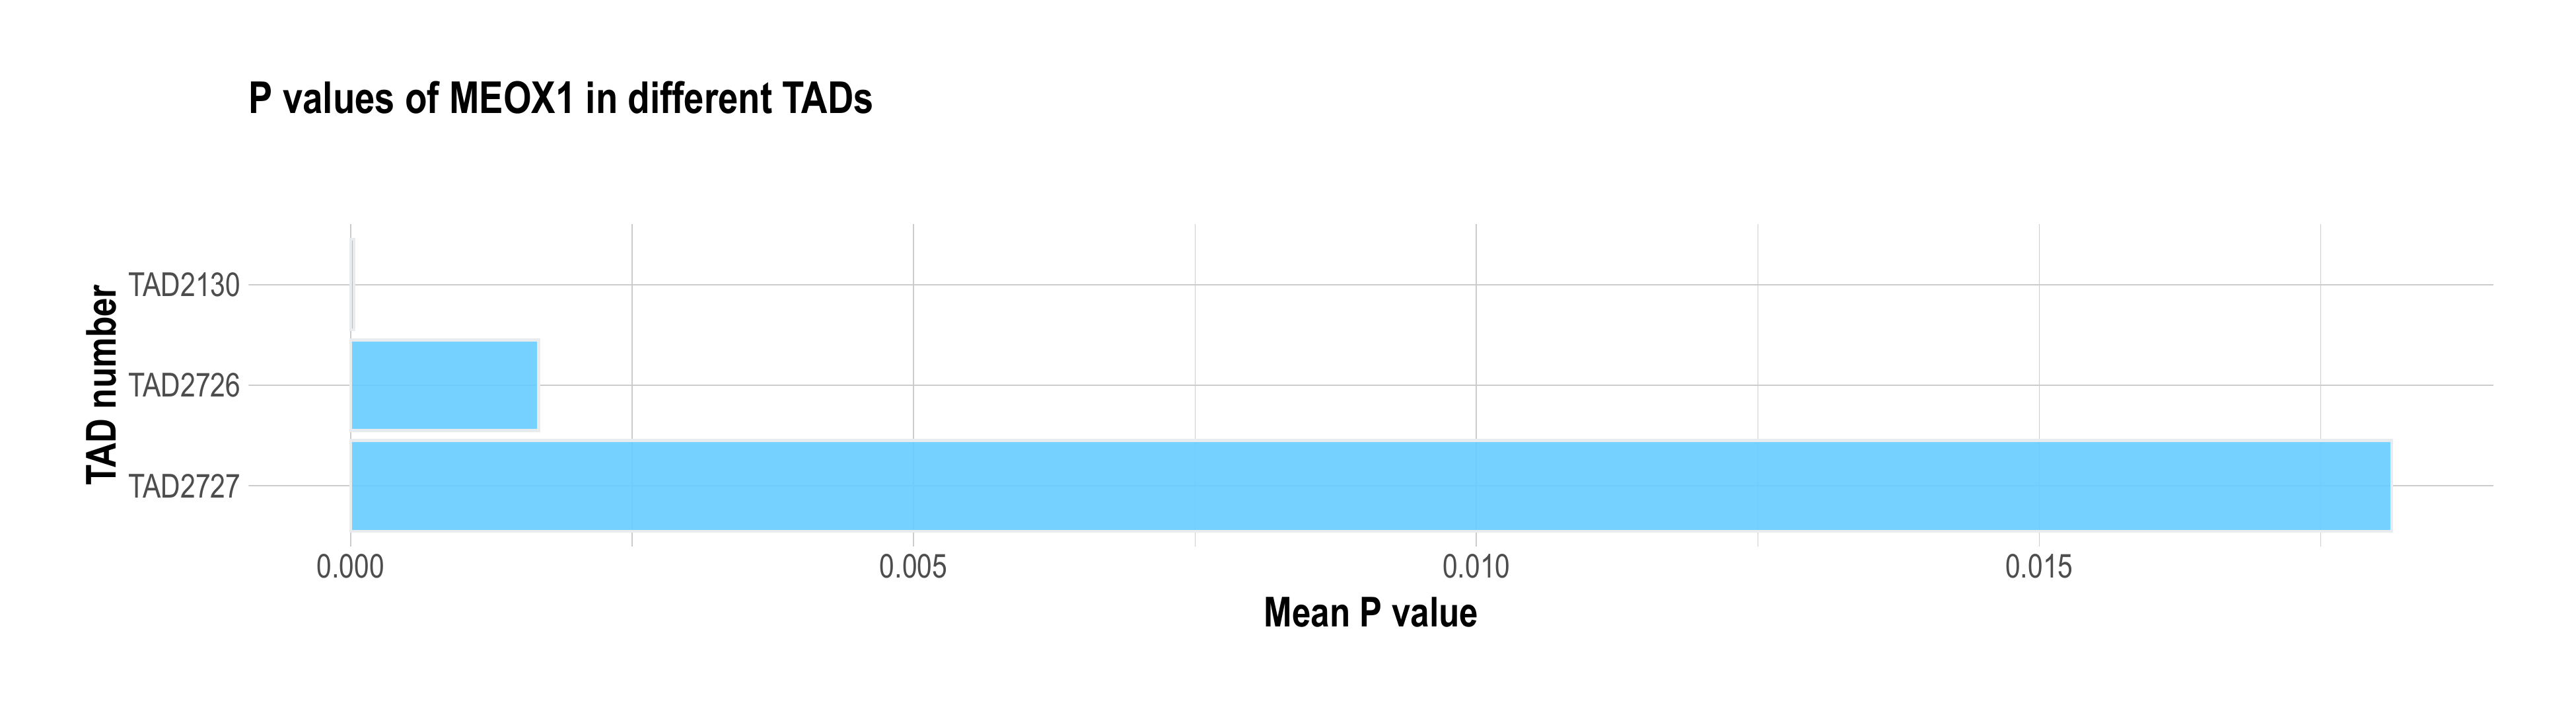 P values of MEOX1 in different TADs
TAD number
TAD2130
TAD2726
TAD2727
0.000 0.005 0.010 0.015
Mean P value